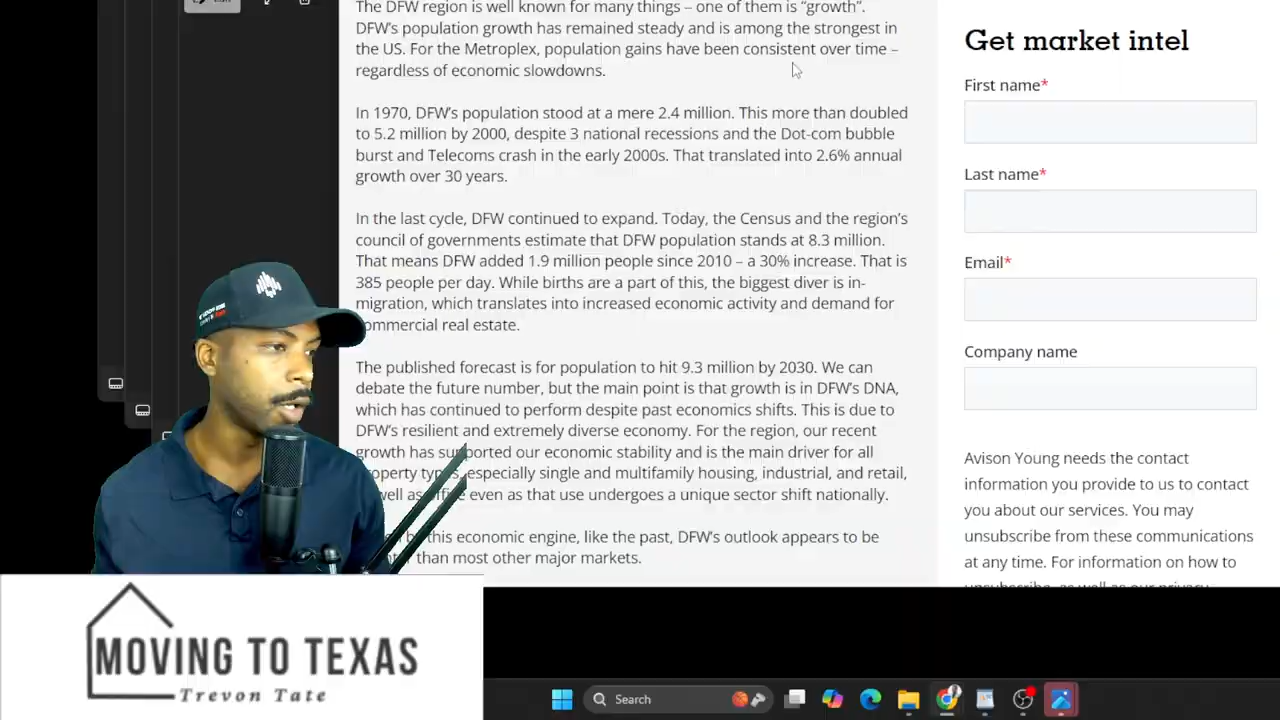 The DFW region is well known for many things – one of them is “growth”.
DFW’s population growth has remained steady and is among the strongest in
the US. For the Metroplex, population gains have been consistent over time –
regardless of economic slowdowns.
In 1970, DFW’s population stood at a mere 2.4 million. This more than doubled
to 5.2 million by 2000, despite 3 national recessions and the Dot-com bubble
burst and Telecoms crash in the early 2000s. That translated into 2.6% annual
growth over 30 years.
In the last cycle, DFW continued to expand. Today, the Census and the region’s
council of governments estimate that DFW population stands at 8.3 million.
That means DFW added 1.9 million people since 2010 – a 30% increase. That is
385 people per day. While births are a part of this, the biggest diver is in-
migration, which translates into increased economic activity and demand for
ommercial real estate.
The published forecast is for population to hit 9.3 million by 2030. We can
debate the future number, but the main point is that growth is in DFW’s DNA,
which has continued to perform despite past economics shifts. This is due to
DFW’s resilient and extremely diverse economy. For the region, our recent
growth has supported our economic stability and is the main driver for all
property types, especially single and multifamily housing, industrial, and retail,
well as office even as that use undergoes a unique sector shift nationally.
by this economic engine, like the past, DFW’s outlook appears to be
than most other major markets.
Get market intel
First name*
Last name*
Email*
Company name
Avison Young needs the contact
information you provide to us to contact
you about our services. You may
unsubscribe from these communications
at any time. For information on how to
unsubscribe, as well as our privacy
MOVING TO TEXAS
Trevon Tate
Search